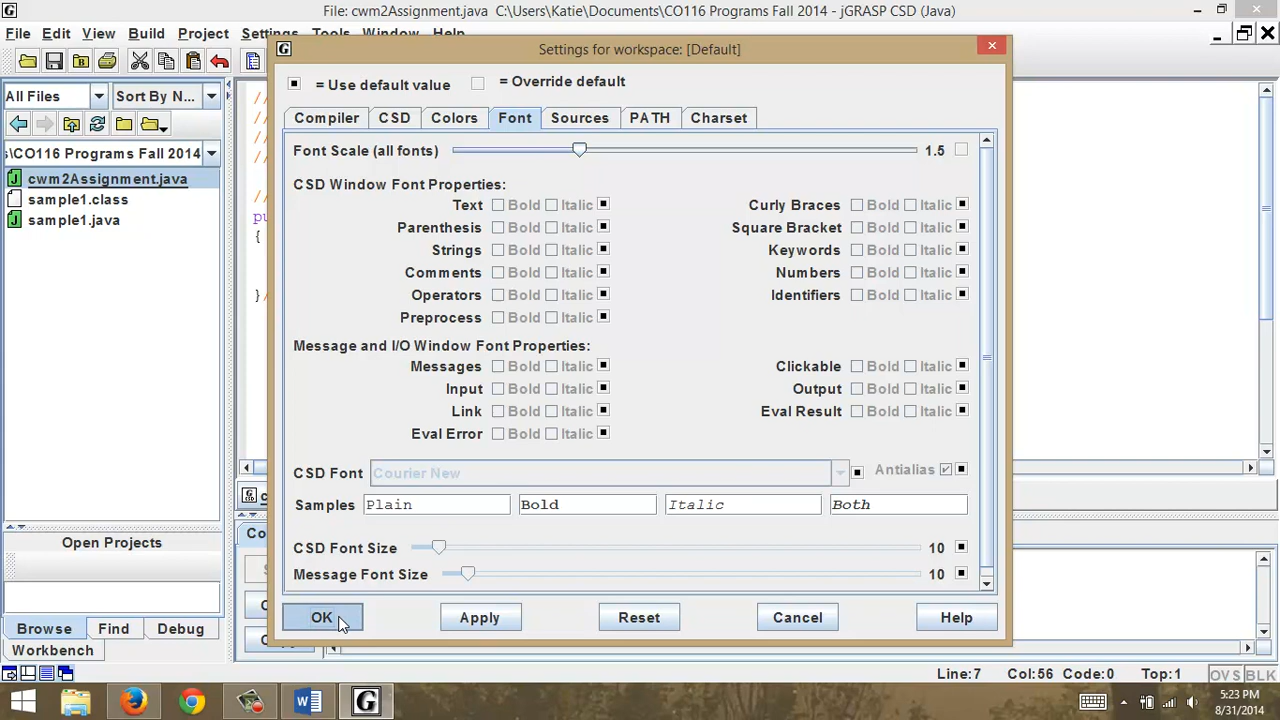 File: cwm2Assignment.java C:\Users\Katie\Documents\CO116 Programs Fall 2014 - jGRASP CSD (Java)
File Edit View Build Project Settings Tools Window Help
Settings for workspace: [Default]
= Use default value = Override default
All Files Sort By N...
Compiler CSD Colors Font Sources PATH Charset
s\CO116 Programs Fall 2014
Font Scale (all fonts) 1.5
cwm2Assignment.java
sample1.class
sample1.java
//
//
//
//
//
pu
{
}/
CSD Window Font Properties:
Text Bold Italic Curly Braces Bold Italic
Parenthesis Bold Italic Square Bracket Bold Italic
Strings Bold Italic Keywords Bold Italic
Comments Bold Italic Numbers Bold Italic
Operators Bold Italic Identifiers Bold Italic
Preprocess Bold Italic
Message and I/O Window Font Properties:
Messages Bold Italic Clickable Bold Italic
Input Bold Italic Output Bold Italic
Link Bold Italic Eval Result Bold Italic
Eval Error Bold Italic
CSD Font Courier New Antialias
Samples Plain Bold Italic Both
CSD Font Size 10
Message Font Size 10
OK Apply Reset Cancel Help
Open Projects
Browse Find Debug
Workbench
Line:7 Col:56 Code:0 Top:1 OVS BLK
5:23 PM
8/31/2014